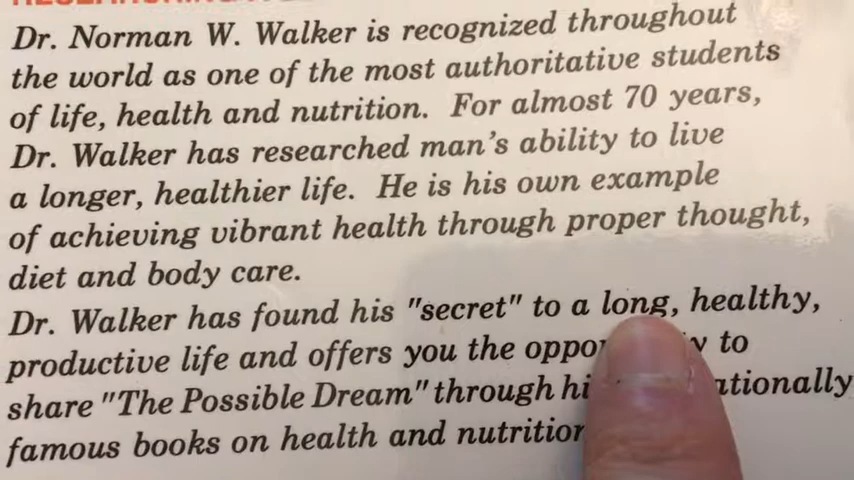 Dr. Norman W. Walker is recognized throughout
the world as one of the most authoritative students
of life, health and nutrition. For almost 70 years,
Dr. Walker has researched man's ability to live
a longer, healthier life. He is his own example
of achieving vibrant health through proper thought,
diet and body care.
Dr. Walker has found his "secret" to a long, healthy,
productive life and offers you the to
share "The Possible Dream" through
famous books on health and nutrition